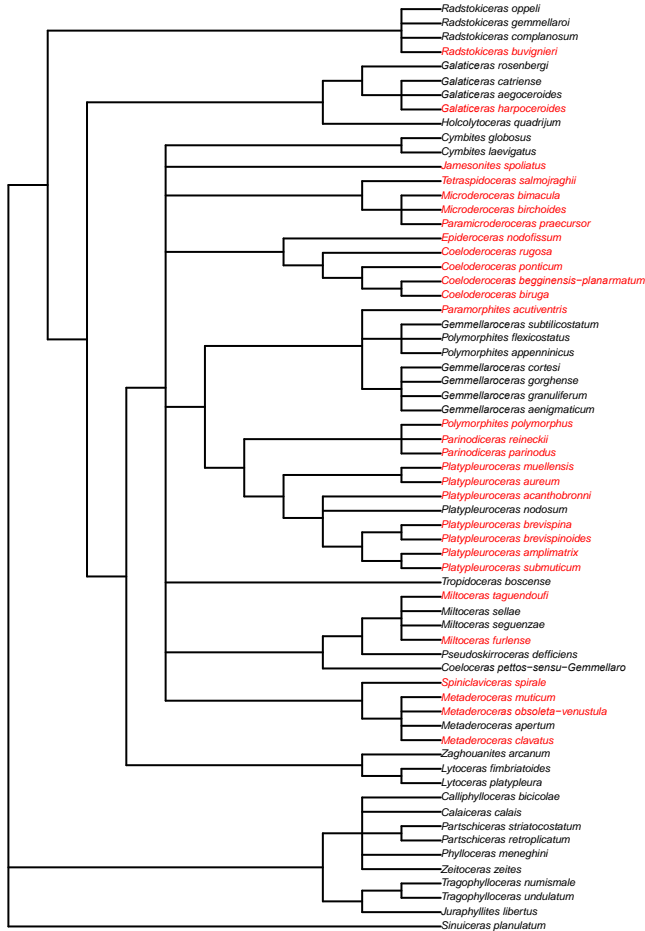 Radstokiceras oppeli
Radstokiceras gemmellaroi
Radstokiceras complanosum
Radstokiceras buvignieri
Galaticeras rosenbergi
Galaticeras catriense
Galaticeras aegoceroides
Galaticeras harpoceroides
Holcolytoceras quadrijum
Cymbites globosus
Cymbites laevigatus
Jamesonites spoliatus
Tetraspidoceras salmojraghii
Microderoceras bimacula
Microderoceras birchoides
Paramicroderoceras praecursor
Epideroceras nodofissum
Coeloderoceras rugosa
Coeloderoceras ponticum
Coeloderoceras begginensis−planarmatum
Coeloderoceras biruga
Paramorphites acutiventris
Gemmellaroceras subtilicostatum
Polymorphites flexicostatus
Polymorphites appenninicus
Gemmellaroceras cortesi
Gemmellaroceras gorghense
Gemmellaroceras granuliferum
Gemmellaroceras aenigmaticum
Polymorphites polymorphus
Parinodiceras reineckii
Parinodiceras parinodus
Platypleuroceras muellensis
Platypleuroceras aureum
Platypleuroceras acanthobronni
Platypleuroceras nodosum
Platypleuroceras brevispina
Platypleuroceras brevispinoides
Platypleuroceras amplimatrix
Platypleuroceras submuticum
Tropidoceras boscense
Miltoceras taguendoufi
Miltoceras sellae
Miltoceras seguenzae
Miltoceras furlense
Pseudoskirroceras defficiens
Coeloceras pettos−sensu−Gemmellaro
Spiniclaviceras spirale
Metaderoceras muticum
Metaderoceras obsoleta−venustula
Metaderoceras apertum
Metaderoceras clavatus
Zaghouanites arcanum
Lytoceras fimbriatoides
Lytoceras platypleura
Calliphylloceras bicicolae
Calaiceras calais
Partschiceras striatocostatum
Partschiceras retroplicatum
Phylloceras meneghini
Zeitoceras zeites
Tragophylloceras numismale
Tragophylloceras undulatum
Juraphyllites libertus
Sinuiceras planulatum